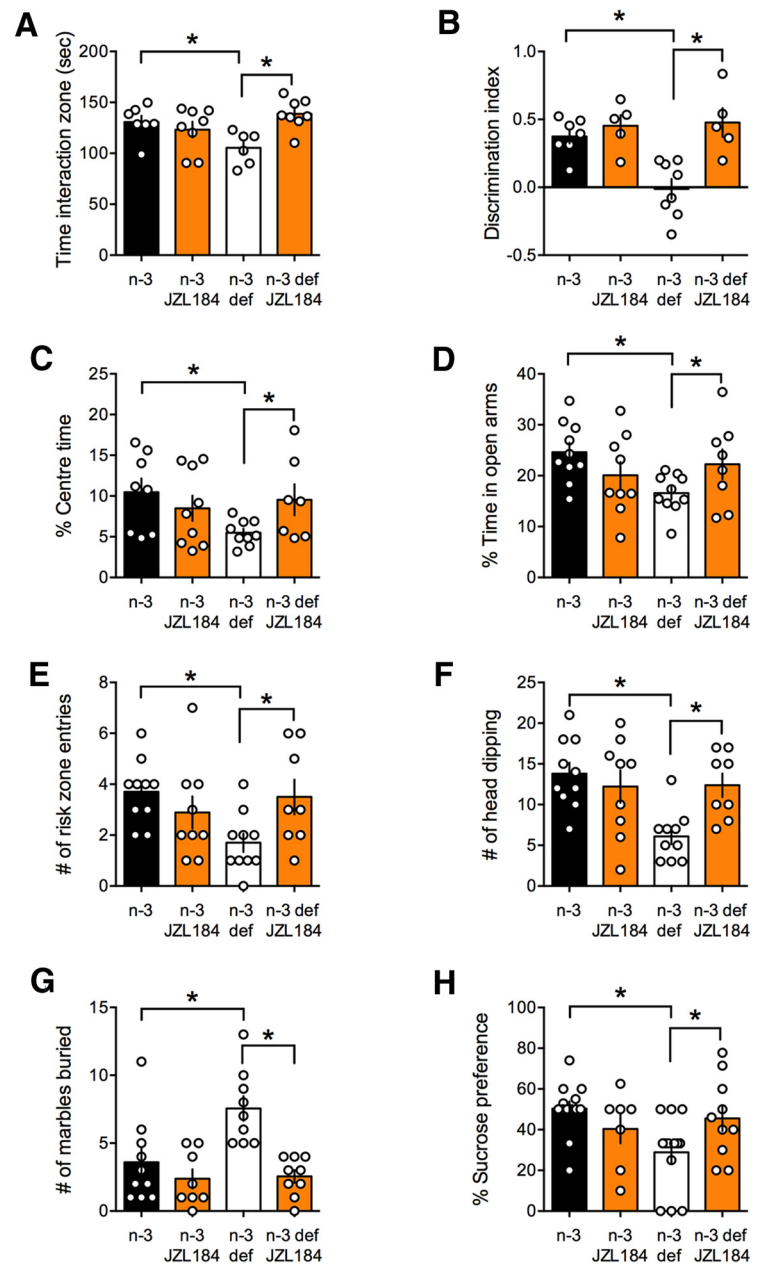 A
Time interaction zone (sec)
200
150
100
50
0
*
*
n-3
n-3
JZL184
n-3
def
n-3 def
JZL184
B
Discrimination index
1.0
0.5
0.0
-0.5
*
*
n-3
n-3
JZL184
n-3
def
n-3 def
JZL184
C
% Centre time
25
20
15
10
5
0
*
*
n-3
n-3
JZL184
n-3
def
n-3 def
JZL184
D
% Time in open arms
40
30
20
10
0
*
*
n-3
n-3
JZL184
n-3
def
n-3 def
JZL184
E
# of risk zone entries
8
6
4
2
0
*
*
n-3
n-3
JZL184
n-3
def
n-3 def
JZL184
F
# of head dipping
25
20
15
10
5
0
*
*
n-3
n-3
JZL184
n-3
def
n-3 def
JZL184
G
# of marbles buried
15
10
5
0
*
*
n-3
n-3
JZL184
n-3
def
n-3 def
JZL184
H
% Sucrose preference
100
80
60
40
20
0
*
*
n-3
n-3
JZL184
n-3
def
n-3 def
JZL184